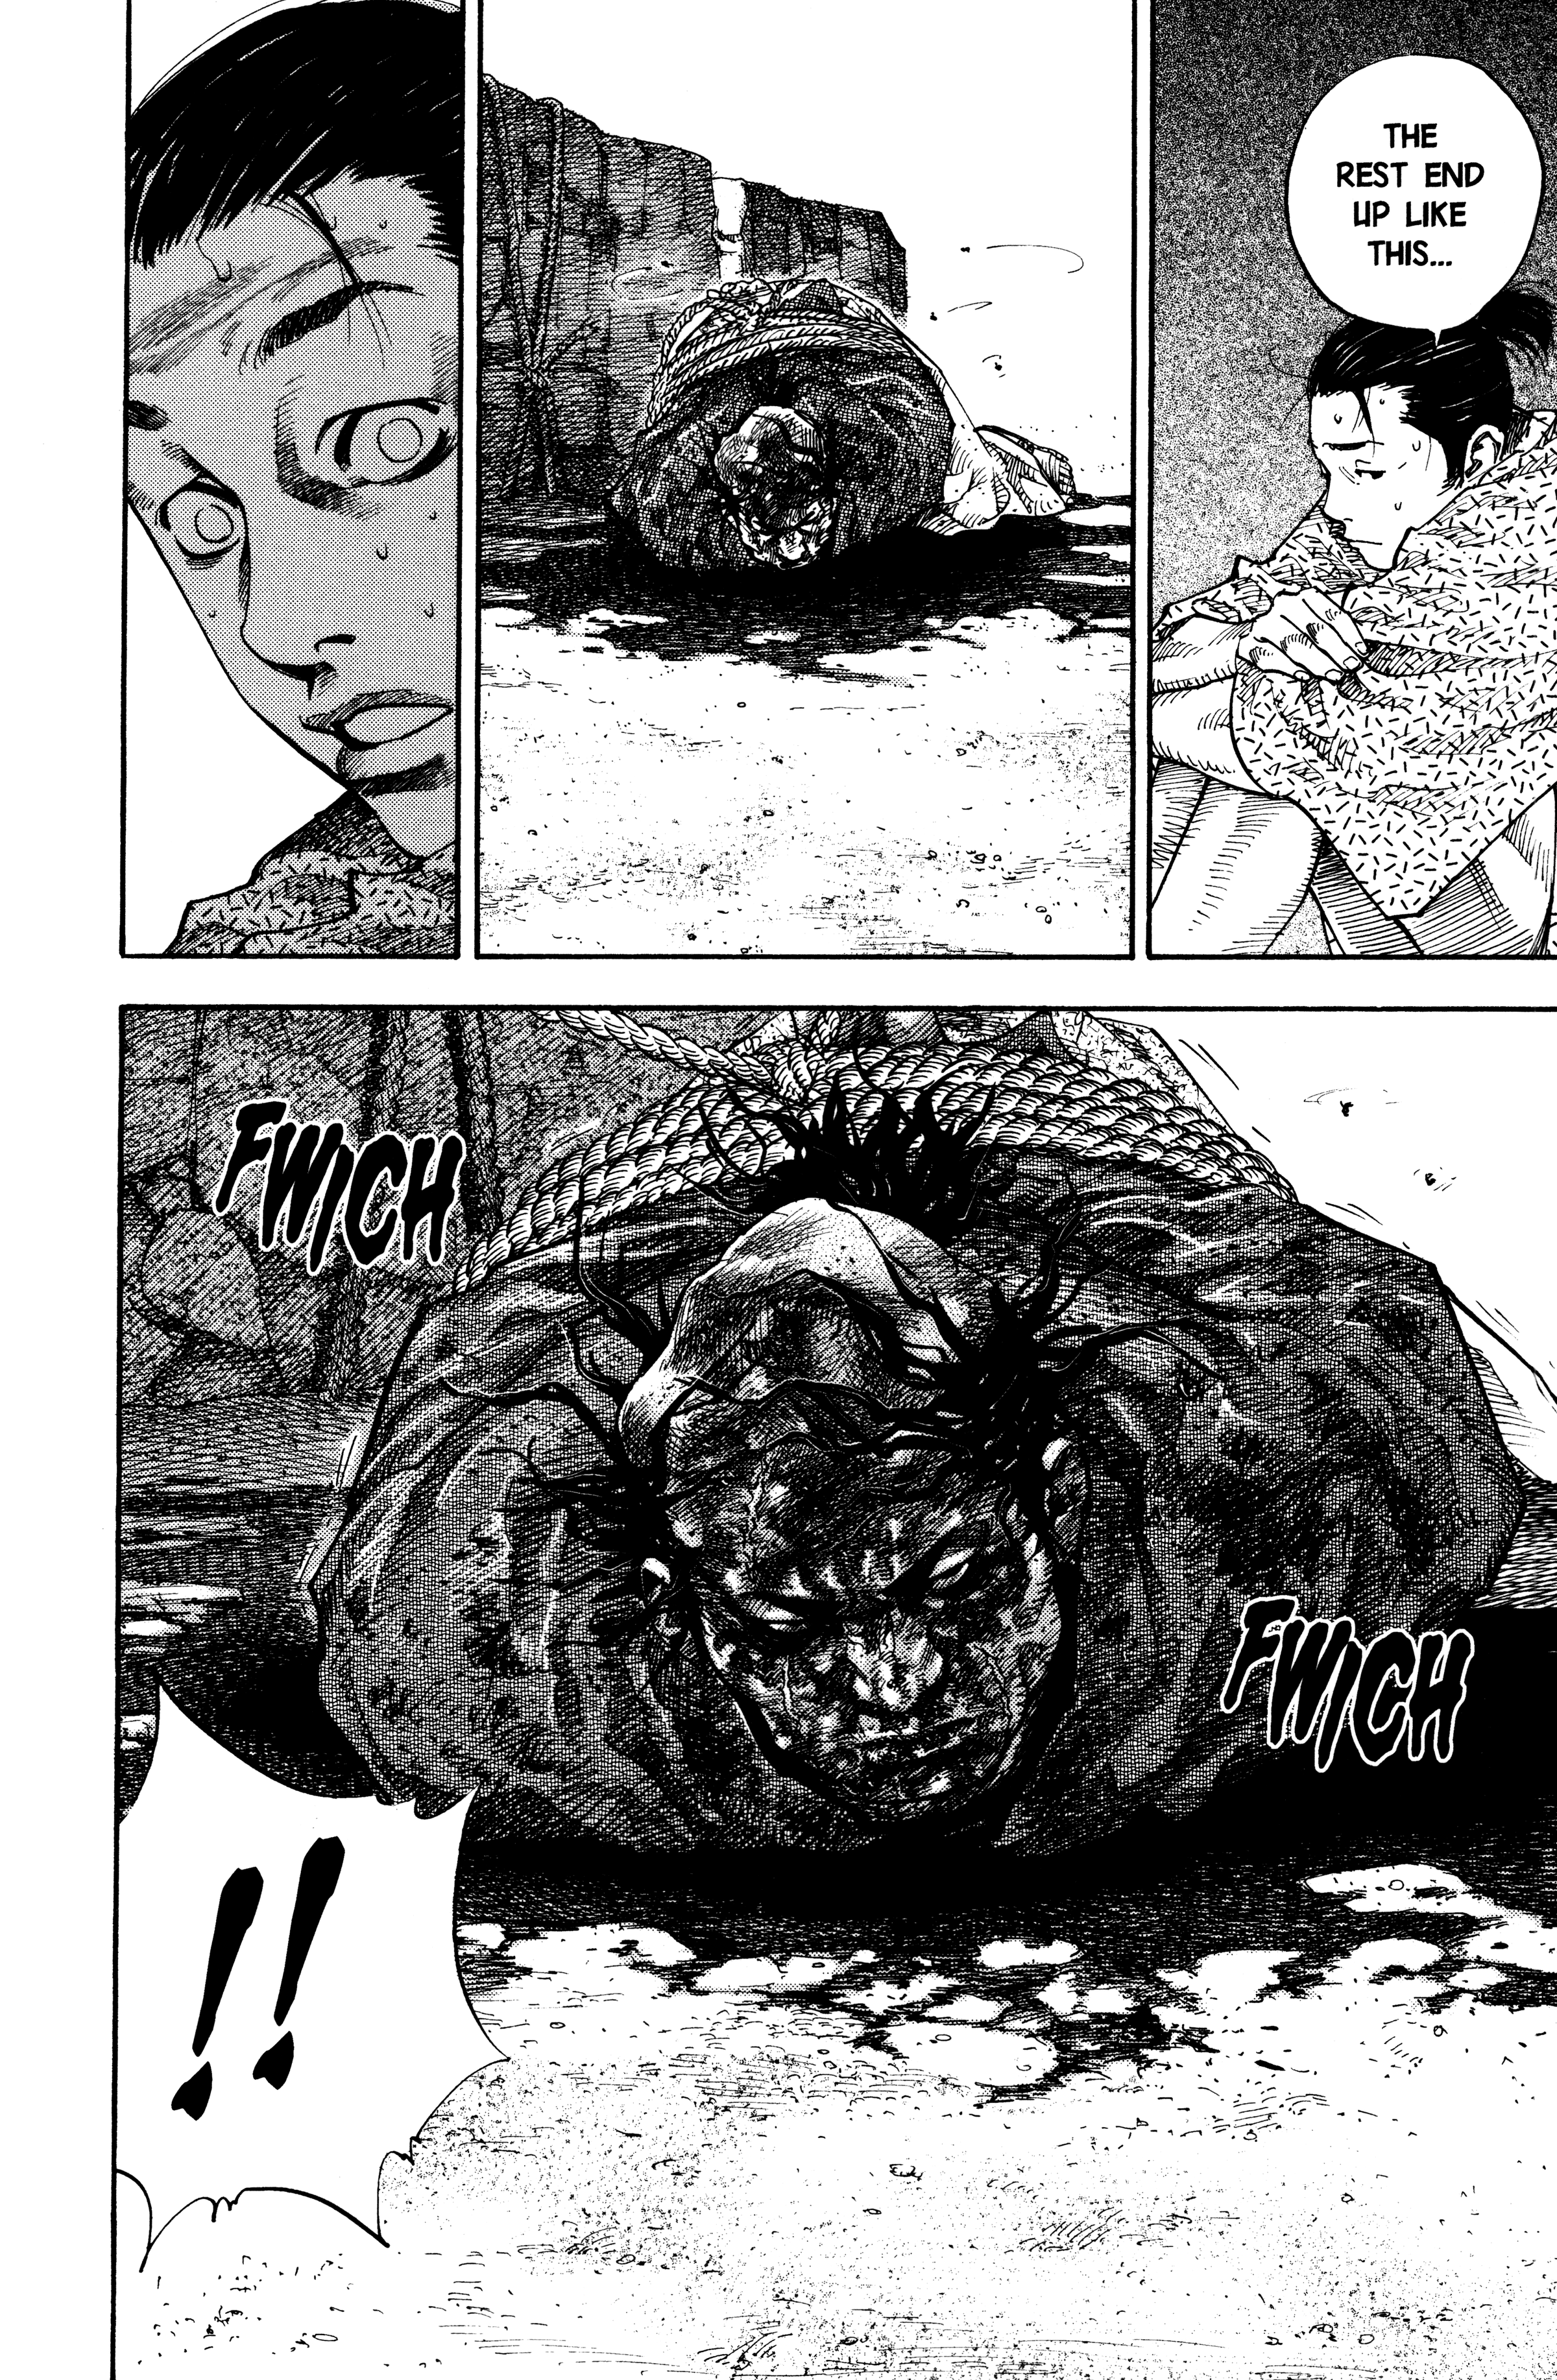 THE
REST END
UP LIKE
THIS...
FWICH
FWICH
!!